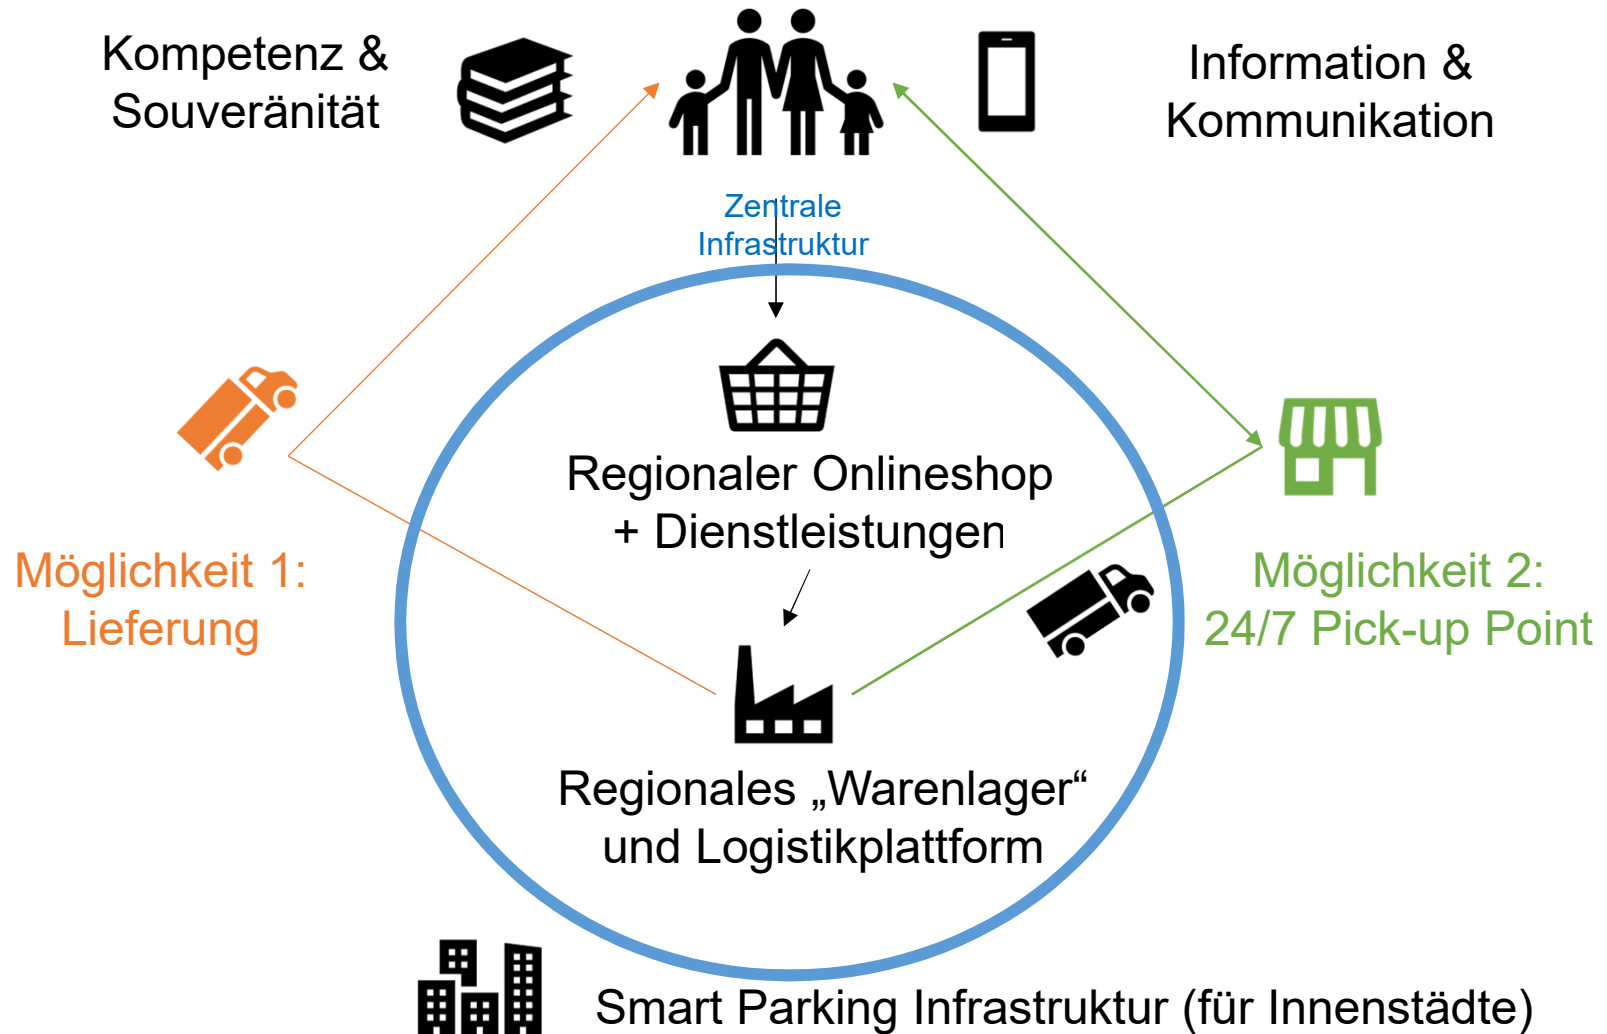 Kompetenz &
Souveränität
Information &
Kommunikation
Zentrale
Infrastruktur
Regionaler Onlineshop
+ Dienstleistungen
Möglichkeit 1:
Lieferung
Möglichkeit 2:
24/7 Pick-up Point
Regionales „Warenlager“
und Logistikplattform
Smart Parking Infrastruktur (für Innenstädte)